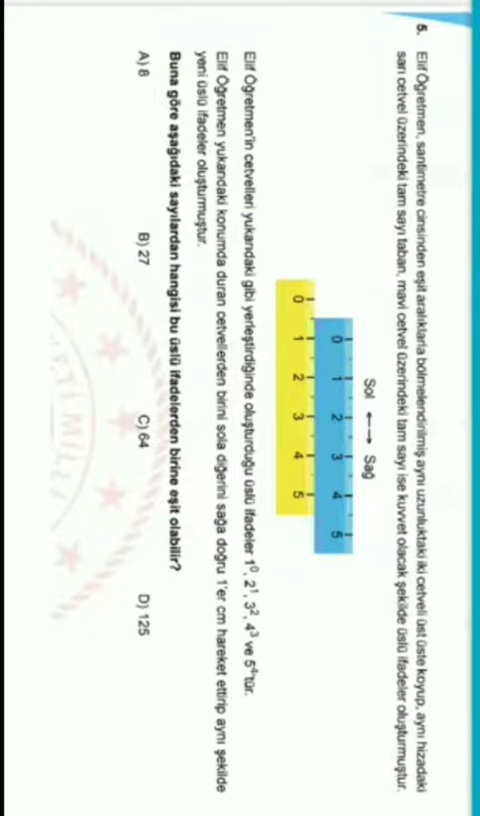 5. Elif Öğretmen, santimetre cinsinden eşit aralıklarla bölmelendirilmiş aynı uzunluktaki iki cetveli üst üste koyup, aynı hizadaki
sarı cetvel üzerindeki tam sayı taban, mavi cetvel üzerindeki tam sayı ise kuvvet olacak şekilde üslü ifadeler oluşturmuştur.
Sol ←→ Sağ
0 1 2 3 4 5
0 1 2 3 4 5
Elif Öğretmen'in cetvelleri yukarıdaki gibi yerleştirdiğinde oluşturduğu üslü ifadeler 1⁰, 2¹, 3², 4³ ve 5⁴'tür.
Elif Öğretmen yukarıdaki konumda duran cetvellerden birini sola diğerini sağa doğru 1'er cm hareket ettirip aynı şekilde
yeni üslü ifadeler oluşturmuştur.
Buna göre aşağıdaki sayılardan hangisi bu üslü ifadelerden birine eşit olabilir?
A) 8 B) 27 C) 64 D) 125